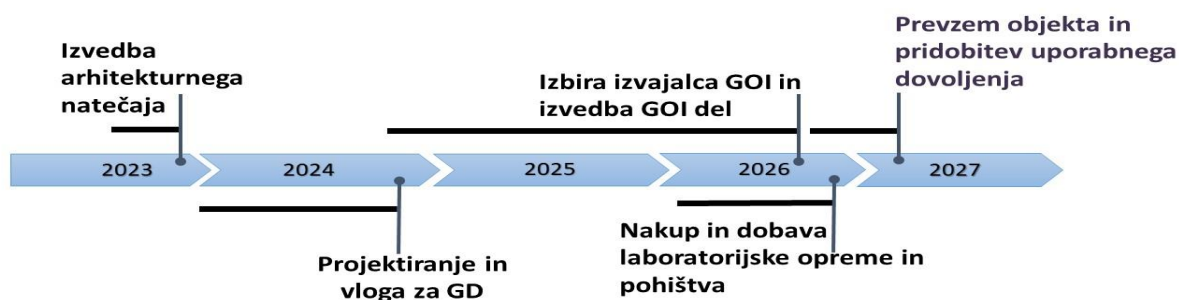 Izvedba
arhitekturnega
natečaja
Izbira izvajalca GOI in
izvedba GOI del
Prevzem objekta in
pridobitev uporabnega
dovoljenja
2023
2024
2025
2026
2027
Projektiranje in
vloga za GD
Nakup in dobava
laboratorijske opreme in
pohištva